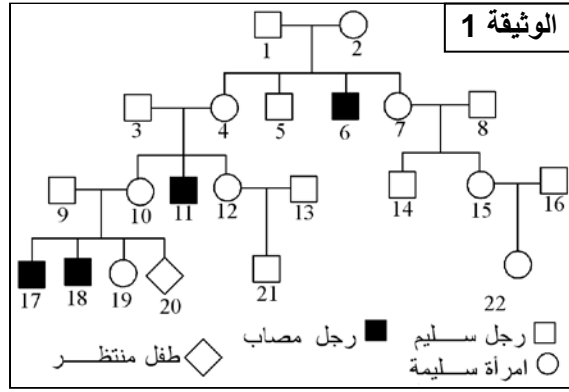 الوثيقة 1
1 2
3 4 5 6 7 8
9 10 11 12 13 14 15 16
17 18 19 20 21 22
رجل سليم رجل مصاب
امرأة سليمة طفل منتظر